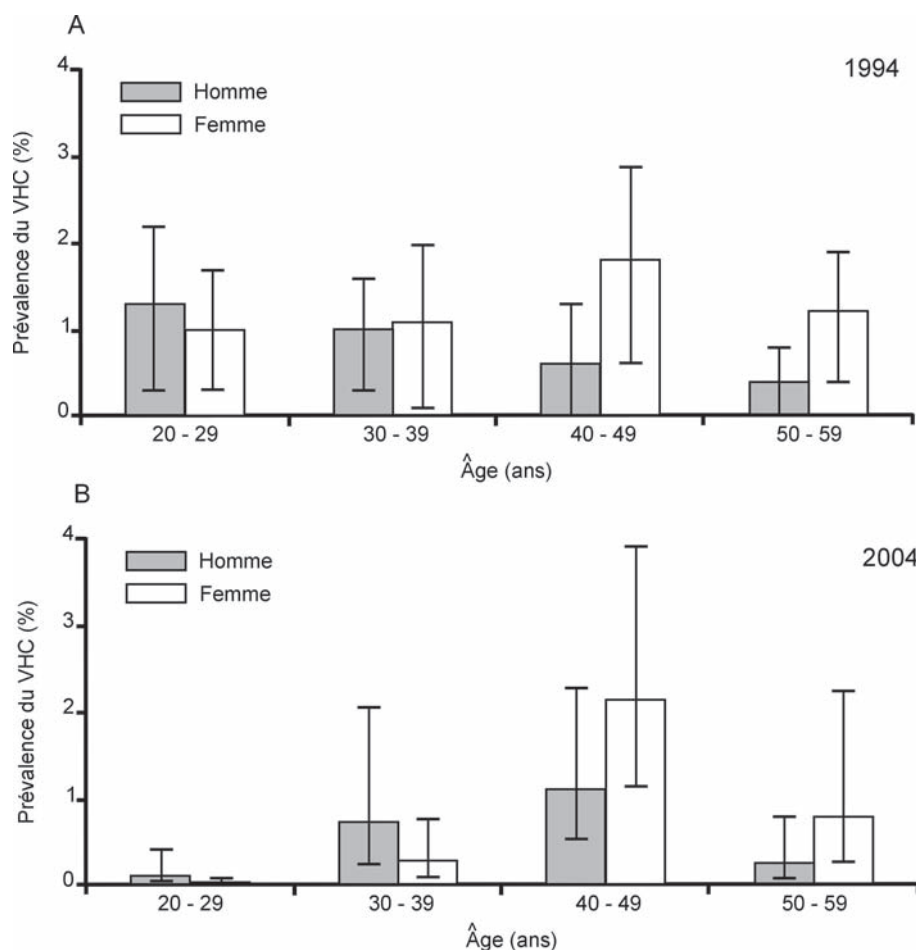 A
1994
Homme
Femme
Prévalence du VHC (%)
4
3
2
1
0
20 - 29 30 - 39 40 - 49 50 - 59
Âge (ans)
B
2004
Homme
Femme
Prévalence du VHC (%)
4
3
2
1
0
20 - 29 30 - 39 40 - 49 50 - 59
Âge (ans)